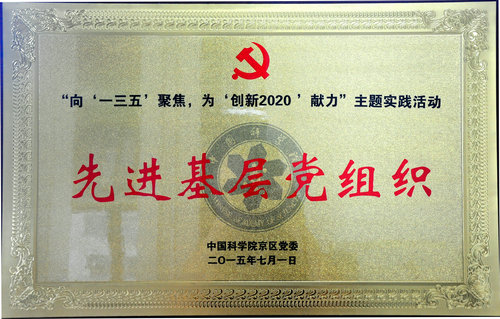 “向‘一三五’聚焦，为‘创新2020’献力”主题实践活动
先进基层党组织
中国科学院京区党委
二〇一五年七月一日